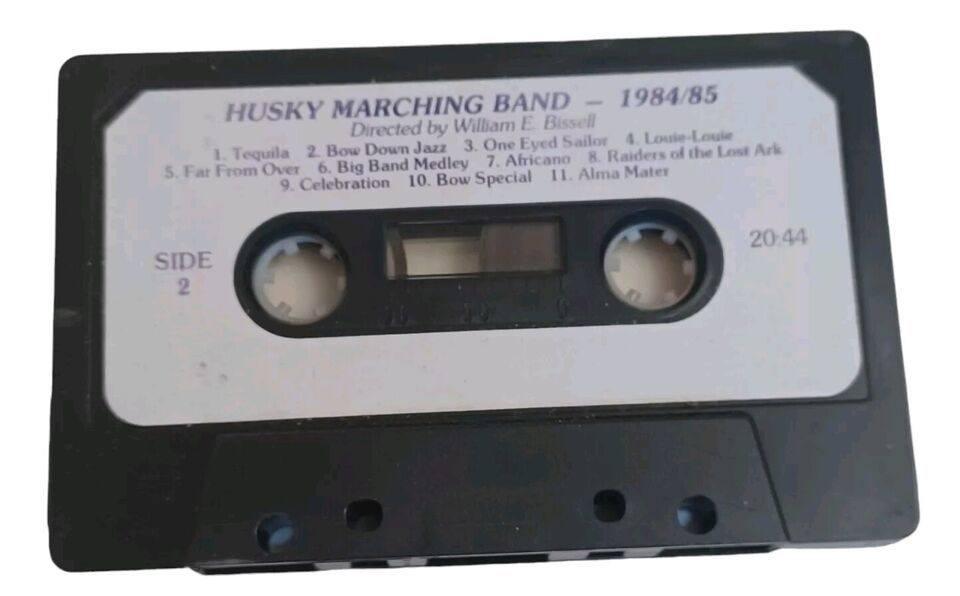 HUSKY MARCHING BAND — 1984/85
Directed by William E. Bissell
1. Tequila 2. Bow Down Jazz 3. One Eyed Sailor 4. Louie-Louie
5. Far From Over 6. Big Band Medley 7. Africano 8. Raiders of the Lost Ark
9. Celebration 10. Bow Special 11. Alma Mater
SIDE
2
20:44